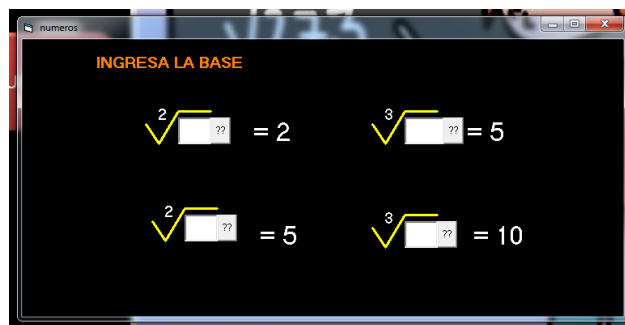 numeros
INGRESA LA BASE
2 ?? = 2
3 ?? = 5
2 ?? = 5
3 ?? = 10